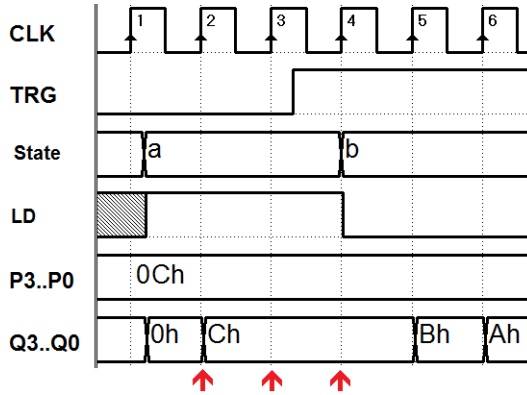 CLK 1 2 3 4 5 6
TRG
State a b
LD
P3..P0 0Ch
Q3..Q0 0h Ch Bh Ah